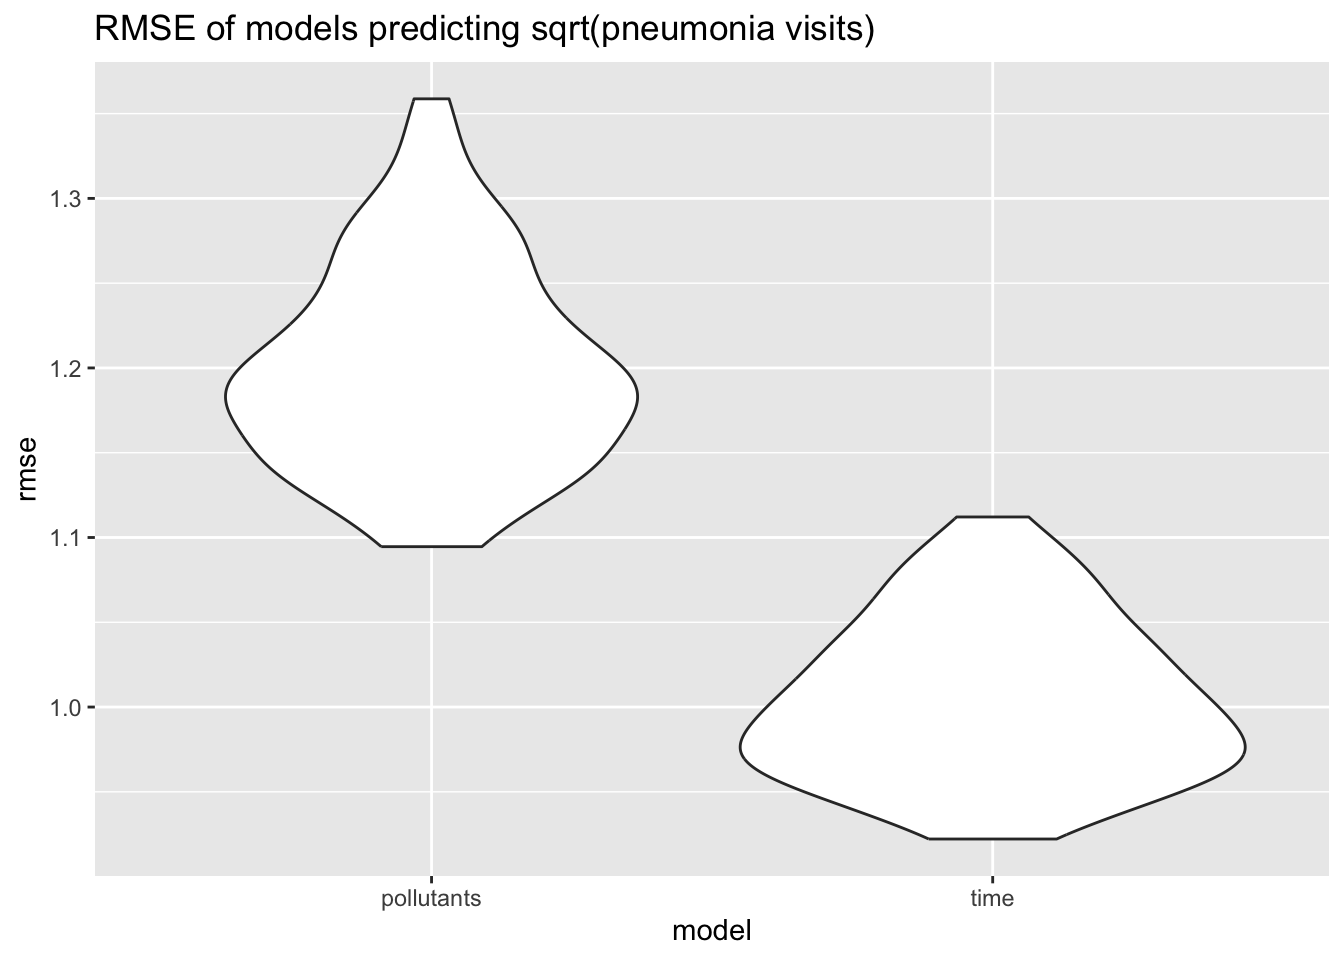 RMSE of models predicting sqrt(pneumonia visits)
rmse
1.3
1.2
1.1
1.0
pollutants time
model